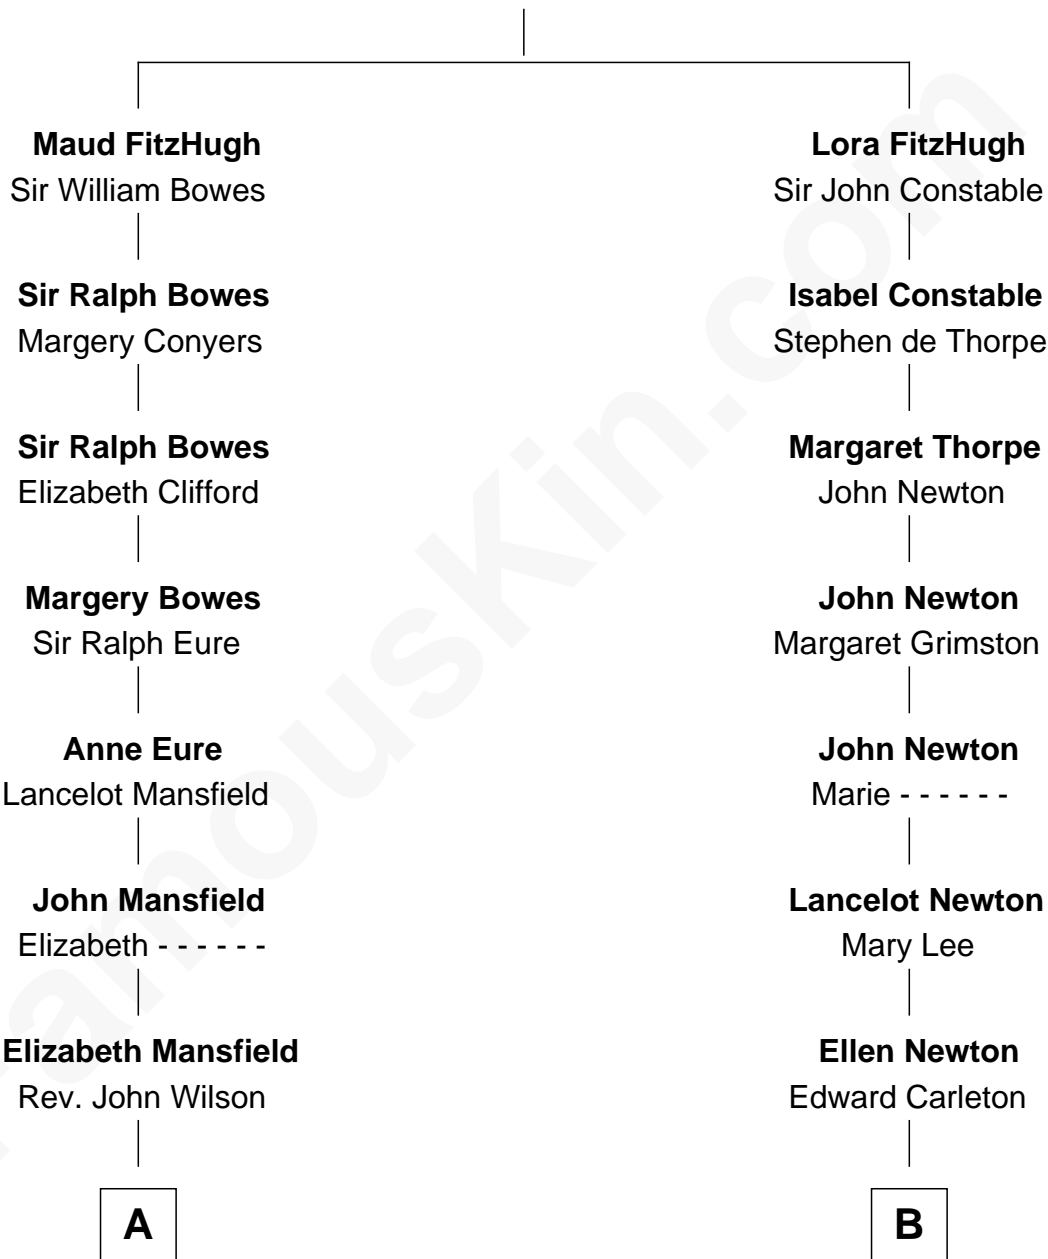 Maud FitzHugh
Sir William Bowes
Sir Ralph Bowes
Margery Conyers
Sir Ralph Bowes
Elizabeth Clifford
Margery Bowes
Sir Ralph Eure
Anne Eure
Lancelot Mansfield
John Mansfield
Elizabeth - - - - - -
Elizabeth Mansfield
Rev. John Wilson
A
Lora FitzHugh
Sir John Constable
Isabel Constable
Stephen de Thorpe
Margaret Thorpe
John Newton
John Newton
Margaret Grimston
John Newton
Marie - - - - - -
Lancelot Newton
Mary Lee
Ellen Newton
Edward Carleton
B
FamousKin.com